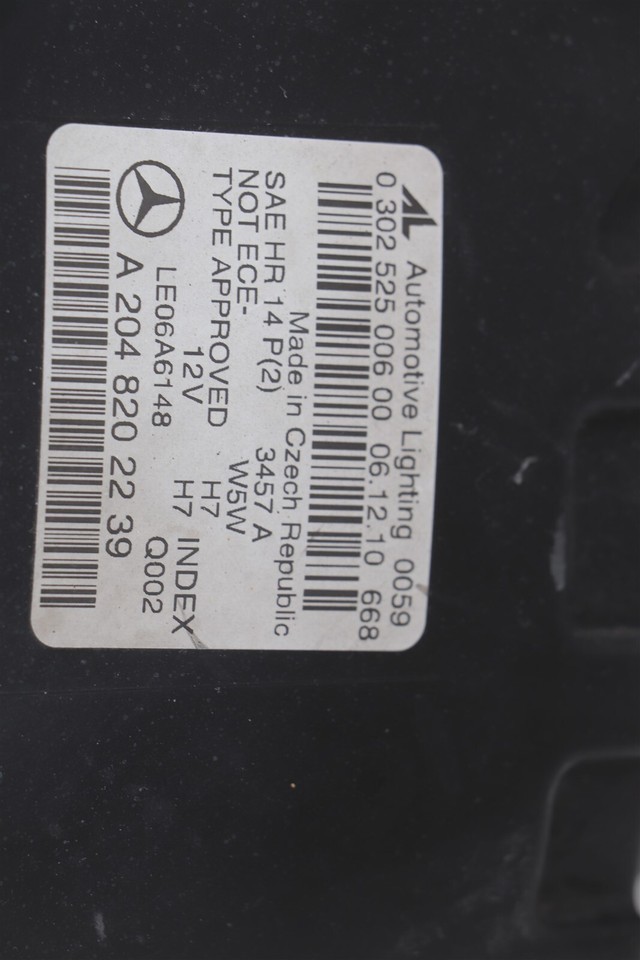 Automotive Lighting 0059
0 302 525 006 00 06.12.10 668
Made in Czech. Republic
SAE HR 14 P(2) 3457 A
NOT ECE- W5W
TYPE APPROVED H7
12V H7 INDEX
LE06A6148 Q002
A 204 820 22 39